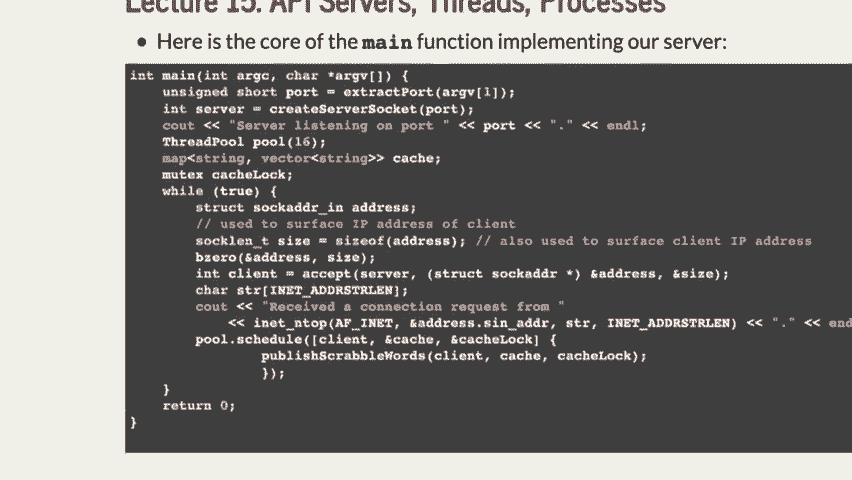 Lecture 15: API Servers, Threads, Processes
• Here is the core of the main function implementing our server:
int main(int argc, char *argv[]) {
    unsigned short port = extractPort(argv[1]);
    int server = createServerSocket(port);
    cout << "Server listening on port " << port << "." << endl;
    ThreadPool pool(16);
    map<string, vector<string>> cache;
    mutex cacheLock;
    while (true) {
        struct sockaddr_in address;
        // used to surface IP address of client
        socklen_t size = sizeof(address); // also used to surface client IP address
        bzero(&address, size);
        int client = accept(server, (struct sockaddr *) &address, &size);
        char str[INET_ADDRSTRLEN];
        cout << "Received a connection request from "
            << inet_ntop(AF_INET, &address.sin_addr, str, INET_ADDRSTRLEN) << "." << end
        pool.schedule([client, &cache, &cacheLock] {
                publishScrabbleWords(client, cache, cacheLock);
                });
    }
    return 0;
}